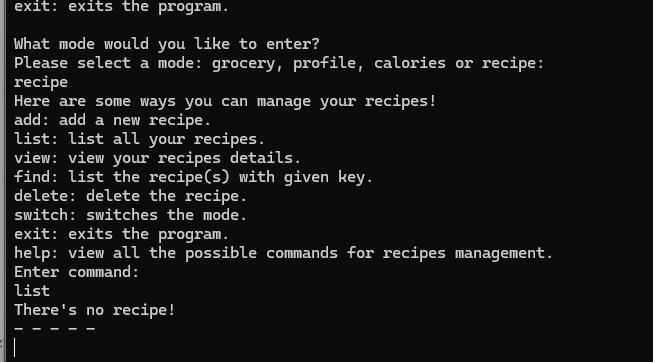 exit: exits the program.
What mode would you like to enter?
Please select a mode: grocery, profile, calories or recipe:
recipe
Here are some ways you can manage your recipes!
add: add a new recipe.
list: list all your recipes.
view: view your recipes details.
find: list the recipe(s) with given key.
delete: delete the recipe.
switch: switches the mode.
exit: exits the program.
help: view all the possible commands for recipes management.
Enter command:
list
There's no recipe!
- - - - -